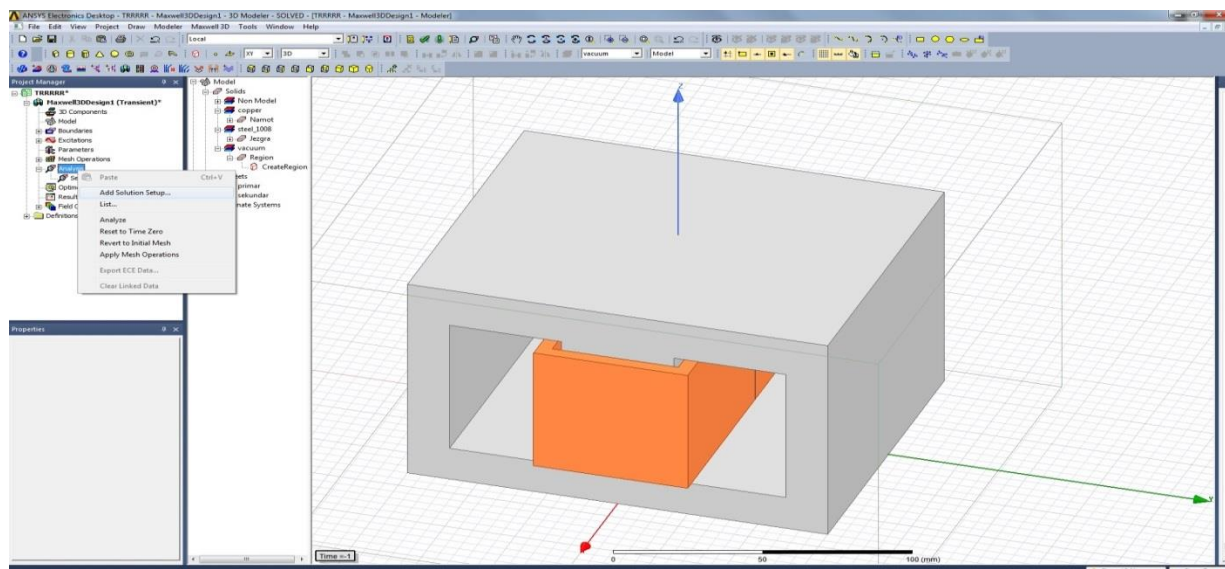 ANSYS Electronics Desktop - TRRRRR - Maxwell3DDesign1 - 3D Modeler - SOLVED - [TRRRRR - Maxwell3DDesign1 - Modeler]
File Edit View Project Draw Modeler Maxwell 3D Tools Window Help
Local
XY 3D vacuum Model
Project Manager
TRRRRR*
Maxwell3DDesign1 (Transient)*
3D Components
Model
Boundaries
Excitations
Parameters
Mesh Operations
Analysis
Definitions
Paste Ctrl+V
Add Solution Setup...
List...
Analyse
Reset to Time Zero
Revert to Initial Mesh
Apply Mesh Operations
Export ECE Data...
Clear Linked Data
Properties
Model
Solids
Non Model
copper
Namot
steel_1008
Jezgra
vacuum
Region
CreateRegion
primar
sekundar
Z
Y
Time =-1
0 50 100 (mm)